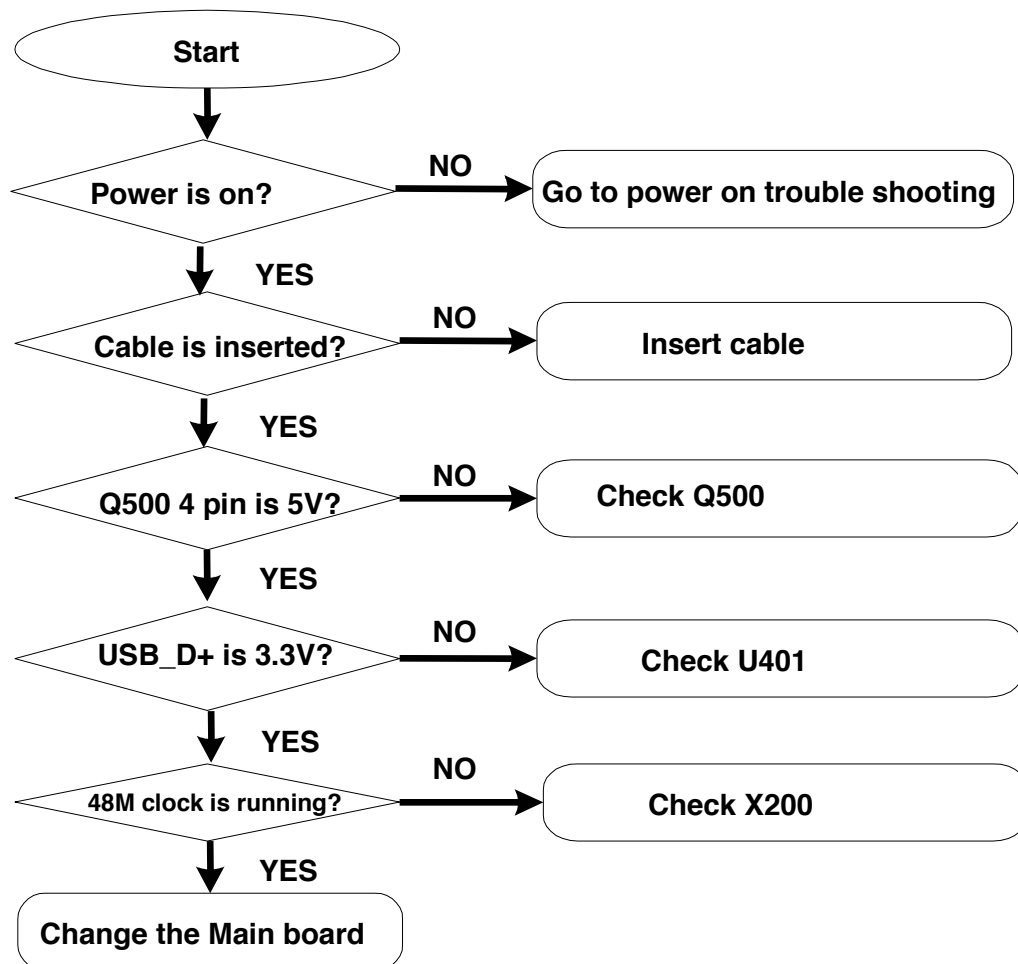 Start
Power is on?
NO
Go to power on trouble shooting
YES
Cable is inserted?
NO
Insert cable
YES
Q500 4 pin is 5V?
NO
Check Q500
YES
USB_D+ is 3.3V?
NO
Check U401
YES
48M clock is running?
NO
Check X200
YES
Change the Main board